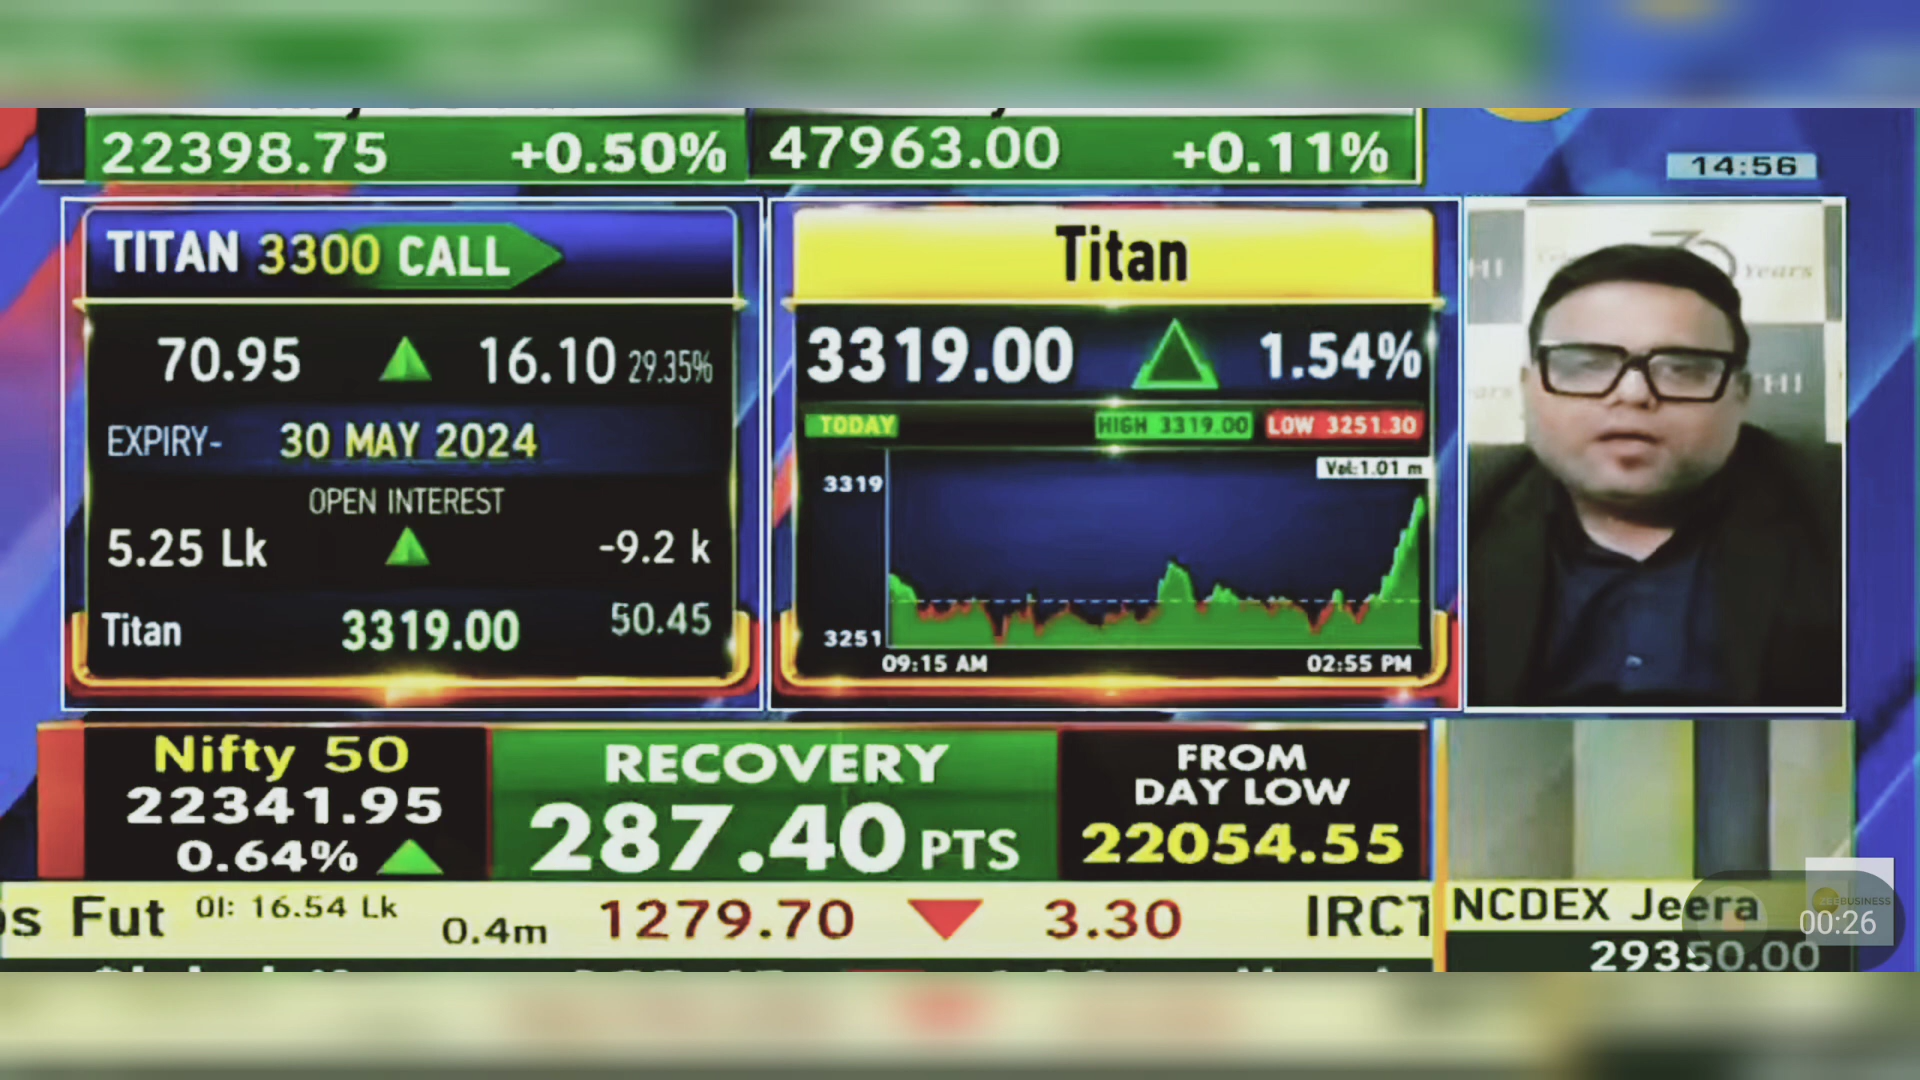 22398.75 +0.50% 47963.00 +0.11%
14:56
TITAN 3300 CALL
70.95 16.10 29.35%
EXPIRY- 30 MAY 2024
OPEN INTEREST
5.25 Lk -9.2 k
Titan 3319.00 50.45
Titan
3319.00 1.54%
TODAY HIGH 3319.00 LOW 3251.30
Vol:1.01 m
3319
3251
09:15 AM 02:55 PM
Years
Nifty 50
22341.95
0.64%
RECOVERY
287.40 PTS
FROM
DAY LOW
22054.55
s Fut OI: 16.54 Lk 0.4m 1279.70 3.30 IRCT
NCDEX Jeera
29350.00
ZEEBUSINESS
00:26